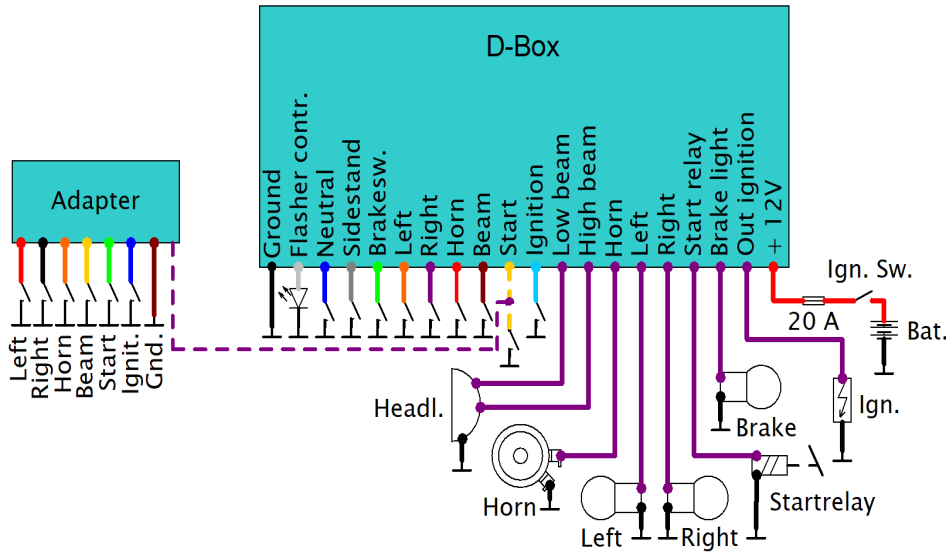 D-Box
Adapter
Ground
Flasher contr.
Neutral
Sidestand
Brakesw.
Left
Right
Horn
Beam
Start
Ignition
Low beam
High beam
Horn
Left
Right
Start relay
Brake light
Out ignition
+ 12V
Left
Right
Horn
Beam
Start
Ignit.
Gnd.
Ign. Sw.
20 A
Bat.
Headl.
Ign.
Brake
Horn
Startrelay
Left
Right